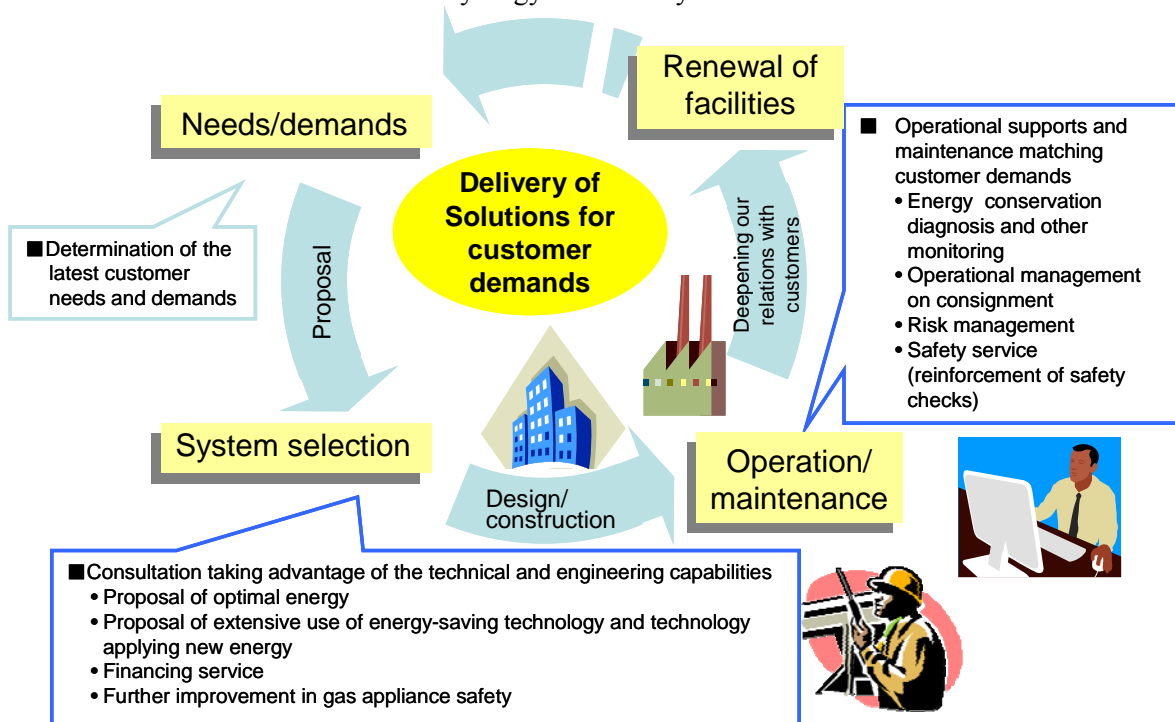 Renewal of
facilities
Needs/demands
Delivery of
Solutions for
customer
demands
■Determination of the
latest customer
needs and demands
Proposal
Deepening our
relations with
customers
■ Operational supports and
maintenance matching
customer demands
• Energy conservation
diagnosis and other
monitoring
• Operational management
on consignment
• Risk management
• Safety service
(reinforcement of safety
checks)
System selection
Design/
construction
Operation/
maintenance
■Consultation taking advantage of the technical and engineering capabilities
• Proposal of optimal energy
• Proposal of extensive use of energy-saving technology and technology
applying new energy
• Financing service
• Further improvement in gas appliance safety